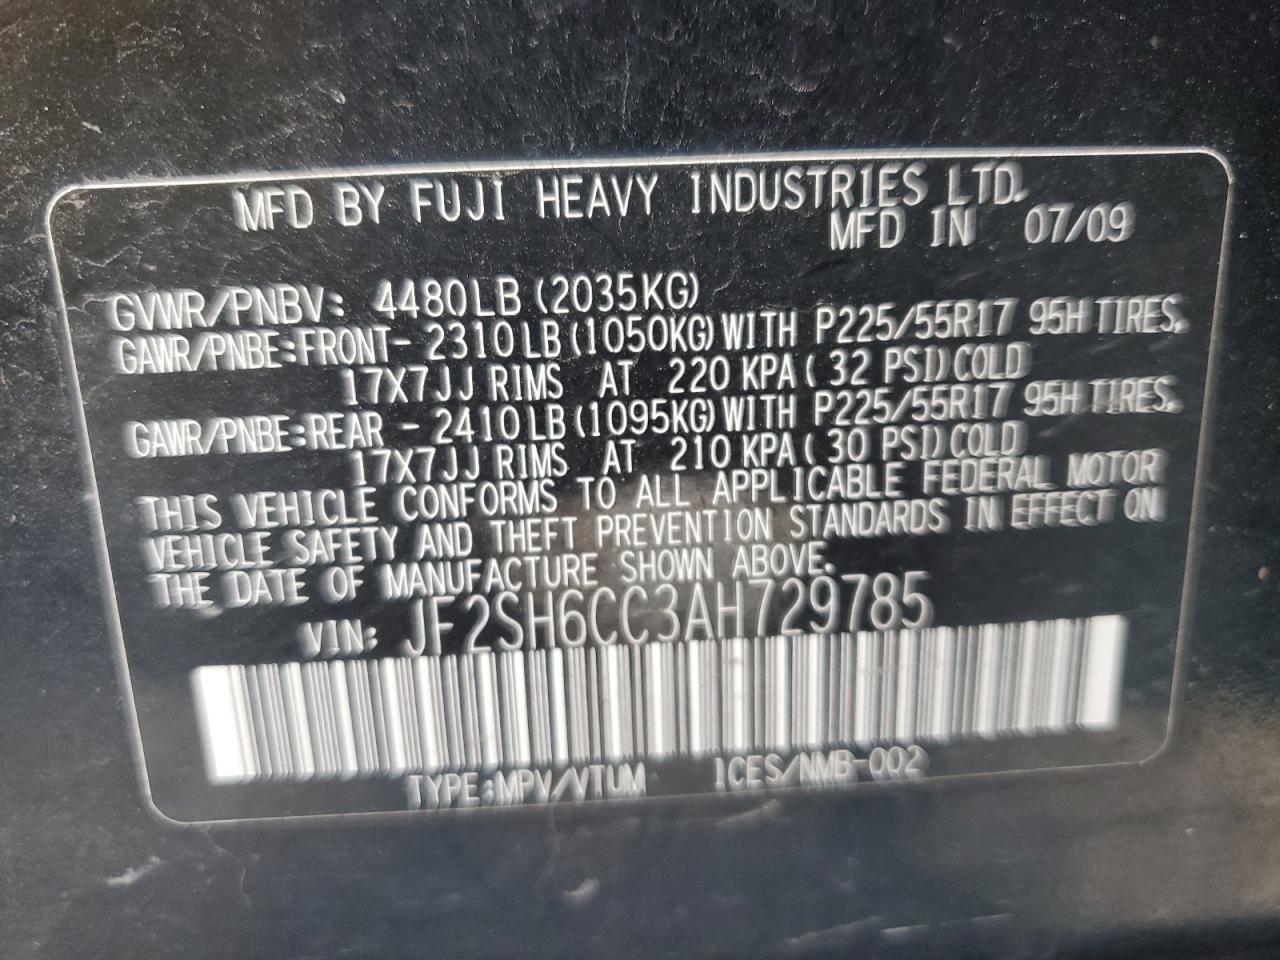 MFD BY FUJI HEAVY INDUSTRIES LTD.
MFD IN 07/09
GVWR/PNBV: 4480LB (2035KG)
GAWR/PNBE:FRONT- 2310LB (1050KG) WITH P225/55R17 95H TIRES,
17X7JJ RIMS AT 220 KPA ( 32 PSI) COLD
GAWR/PNBE:REAR - 2410LB (1095KG) WITH P225/55R17 95H TIRES,
17X7JJ RIMS AT 210 KPA ( 30 PSI) COLD
THIS VEHICLE CONFORMS TO ALL APPLICABLE FEDERAL MOTOR
VEHICLE SAFETY AND THEFT PREVENTION STANDARDS IN EFFECT ON
THE DATE OF MANUFACTURE SHOWN ABOVE.
VIN: JF2SH6CC3AH729785
TYPE:MPV/VTUM ICES/NMB-002